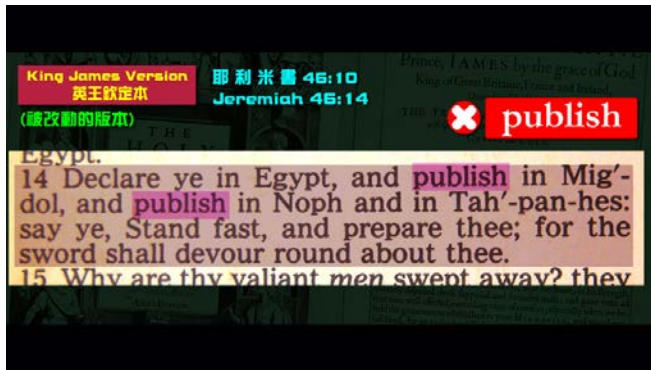 King James Version
英王欽定本
(被改動的版本)
耶利米書 46:10
Jeremiah 46:14
Prince, IAMES by the grace of God
King of Great Britaine, France and Ireland,
THE
HOLY
publish
Egypt.
14 Declare ye in Egypt, and publish in Mig′-
dol, and publish in Noph and in Tah′-pan-hes:
say ye, Stand fast, and prepare thee; for the
sword shall devour round about thee.
15 Why are thy valiant men swept away? they